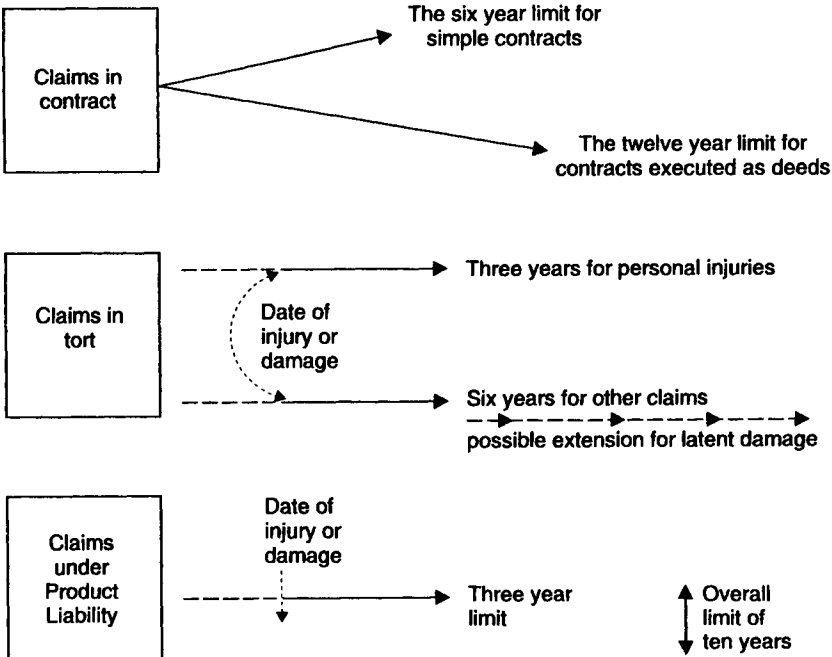 The six year limit for
simple contracts
Claims in
contract
The twelve year limit for
contracts executed as deeds
Claims in
tort
Three years for personal injuries
Date of
injury or
damage
Six years for other claims
possible extension for latent damage
Claims
under
Product
Liability
Date of
injury or
damage
Three year
limit
Overall
limit of
ten years